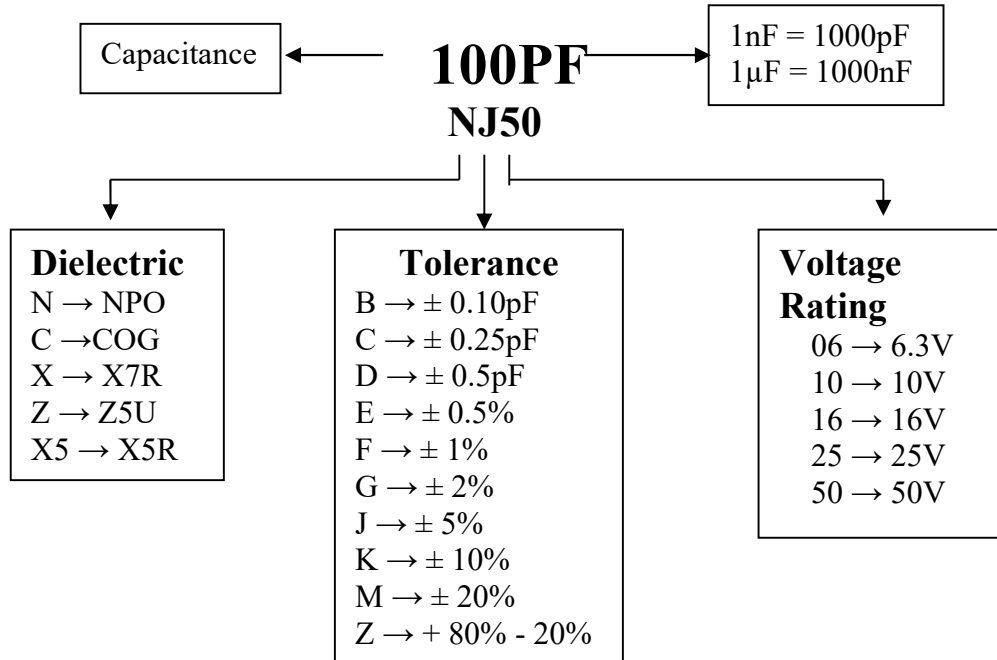 Capacitance
100PF
NJ50
1nF = 1000pF
1µF = 1000nF
Dielectric
N → NPO
C →COG
X → X7R
Z → Z5U
X5 → X5R
Tolerance
B → ± 0.10pF
C → ± 0.25pF
D → ± 0.5pF
E → ± 0.5%
F → ± 1%
G → ± 2%
J → ± 5%
K → ± 10%
M → ± 20%
Z → + 80% - 20%
Voltage
Rating
06 → 6.3V
10 → 10V
16 → 16V
25 → 25V
50 → 50V